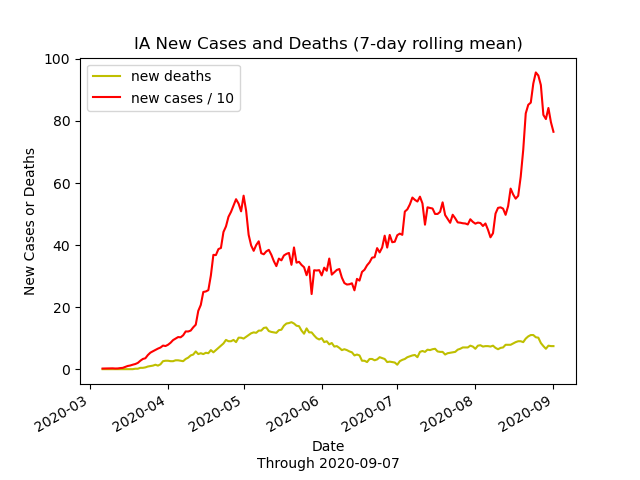 IA New Cases and Deaths (7-day rolling mean)
new deaths
new cases / 10
100
80
60
40
20
0
New Cases or Deaths
2020-03
2020-04
2020-05
2020-06
2020-07
2020-08
2020-09
Date
Through 2020-09-07